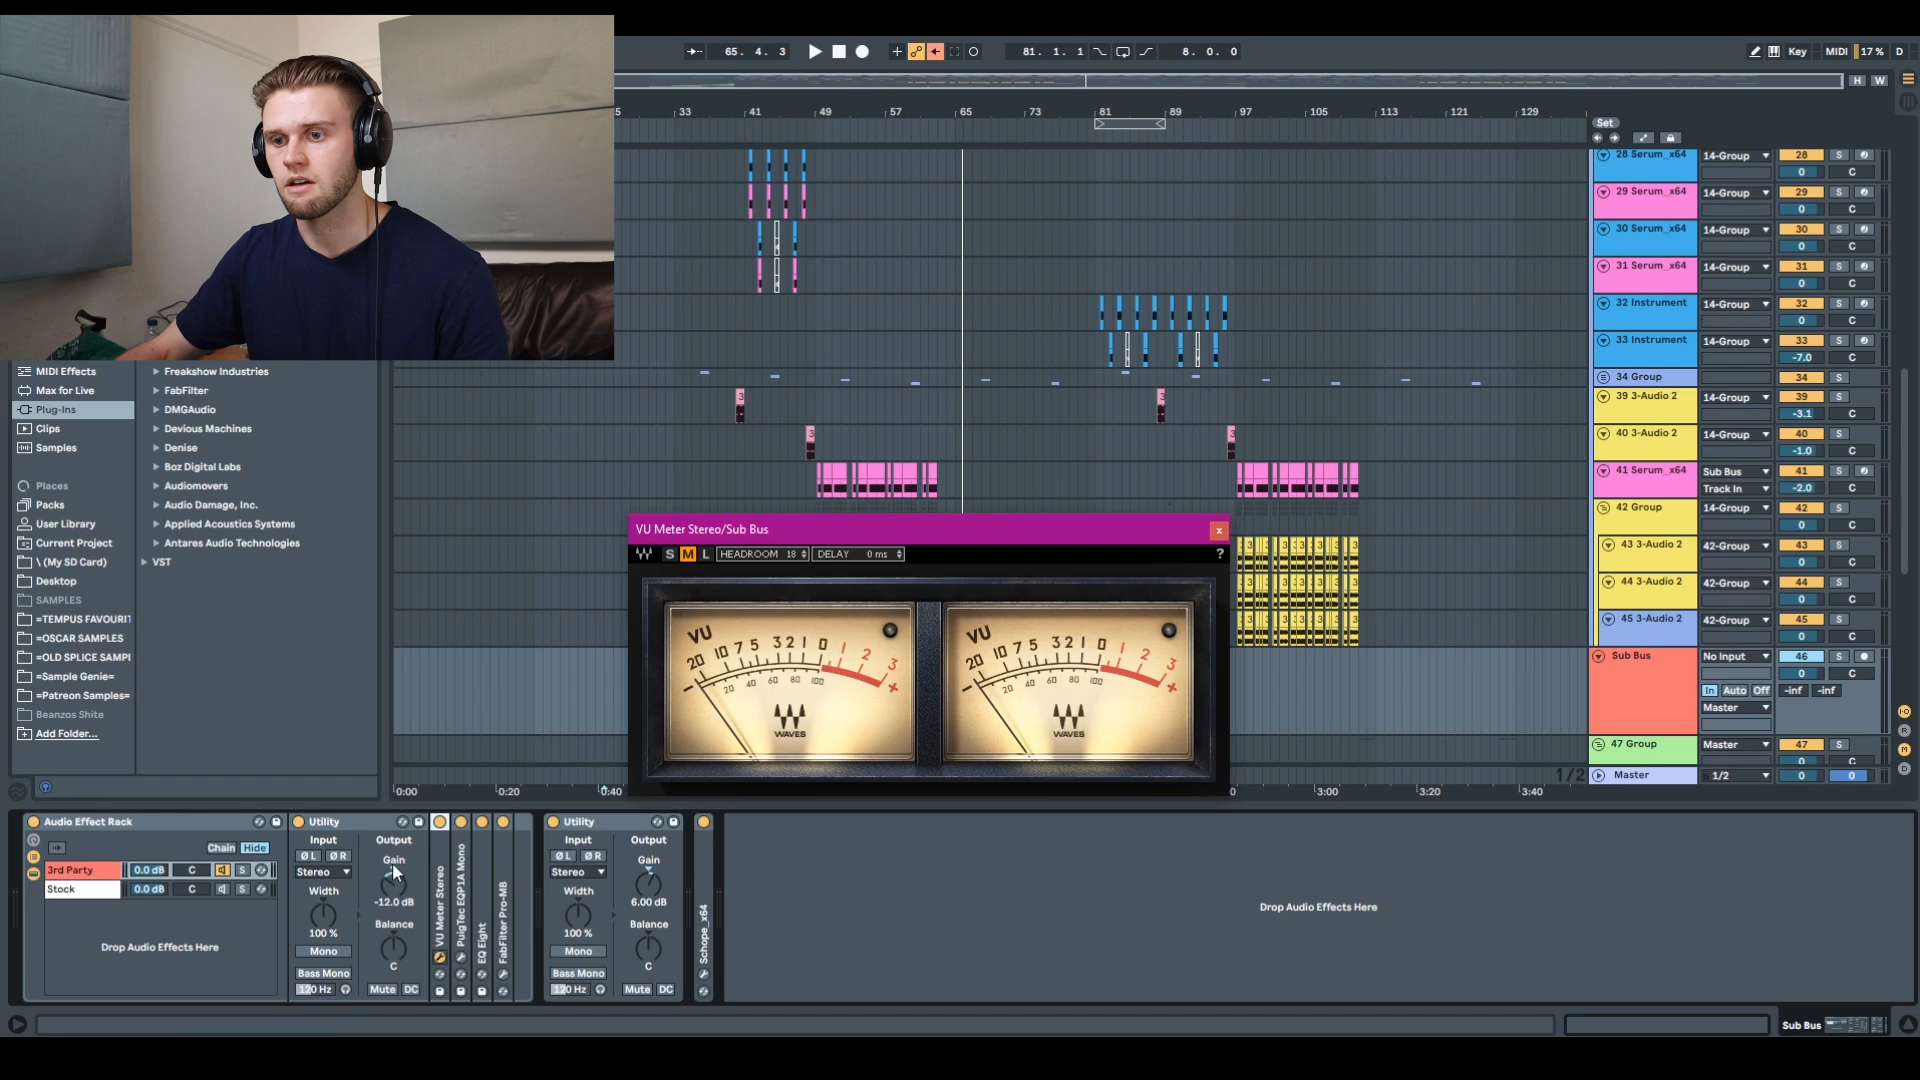 65. 4. 3
81. 1. 1
8. 0. 0
Key
MIDI
17 %
D
H
W
33
41
49
57
65
73
81
89
97
105
113
121
129
Set
28 Serum_x64 14-Group 28 S
0 C
29 Serum_x64 14-Group 29 S
0 C
30 Serum_x64 14-Group 30 S
0 C
31 Serum_x64 14-Group 31 S
0 C
32 Instrument 14-Group 32 S
0 C
33 Instrument 14-Group 33 S
-7.0 C
34 Group 34 S
39 3-Audio 2 14-Group 39 S
-3.1 C
40 3-Audio 2 14-Group 40 S
-1.0 C
41 Serum_x64 Sub Bus 41 S
Track In -2.0 C
42 Group 14-Group 42 S
0 C
43 3-Audio 2 42-Group 43 S
0 C
44 3-Audio 2 42-Group 44 S
0 C
45 3-Audio 2 42-Group 45 S
0 C
Sub Bus No Input 46 S
0 C
In Auto Off -inf -inf
Master
47 Group Master 47 S
0 C
1/2 Master 1/2 0 0
MIDI Effects
Max for Live
Plug-Ins
Clips
Samples
Places
Packs
User Library
Current Project
\ (My SD Card)
Desktop
SAMPLES
=TEMPUS FAVOURIT
=OSCAR SAMPLES
=OLD SPLICE SAMPL
=Sample Genie=
=Patreon Samples=
Beanzos Shite
Add Folder...
Freakshow Industries
FabFilter
DMGAudio
Devious Machines
Denise
Boz Digital Labs
Audiomovers
Audio Damage, Inc.
Applied Acoustics Systems
Antares Audio Technologies
VST
VU Meter Stereo/Sub Bus
x
S M L HEADROOM 18 DELAY 0 ms ?
VU
20 10 7 5 3 2 1 0 1 2 3
- 20 40 60 80 100 +
WAVES
VU
20 10 7 5 3 2 1 0 1 2 3
- 20 40 60 80 100 +
WAVES
0:00
0:20
0:40
3:00
3:20
3:40
Audio Effect Rack
Chain Hide
3rd Party 0.0 dB C S
Stock 0.0 dB C S
Drop Audio Effects Here
Utility
Input Output
Ø L Ø R Gain
Stereo
Width -12.0 dB
Balance
100 %
Mono
C
Bass Mono
120 Hz Mute DC
VU Meter Stereo
PuigTec EQP1A Mono
EQ Eight
FabFilter Pro-MB
Utility
Input Output
Ø L Ø R Gain
Stereo
Width 6.00 dB
Balance
100 %
Mono
C
Bass Mono
120 Hz Mute DC
Schope_x64
Drop Audio Effects Here
Sub Bus